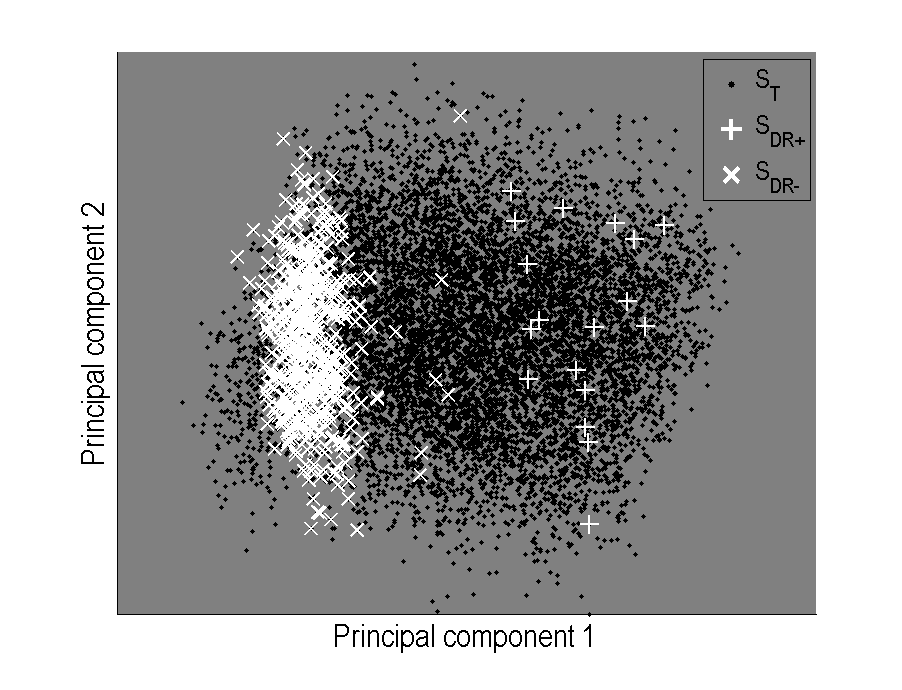 S_T
S_DR+
S_DR-
Principal component 2
Principal component 1